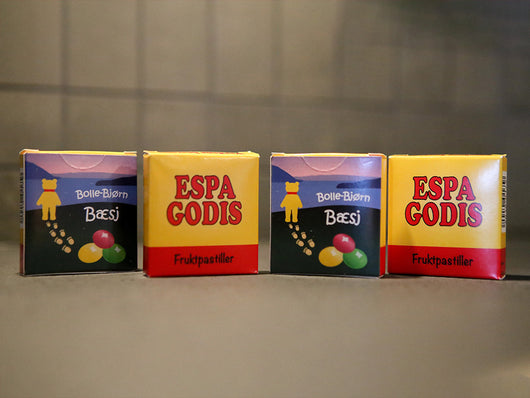 Bolle-Bjørn
Bæsj
ESPA
GODIS
Fruktpastiller
Bolle-Bjørn
Bæsj
ESPA
GODIS
Fruktpastiller